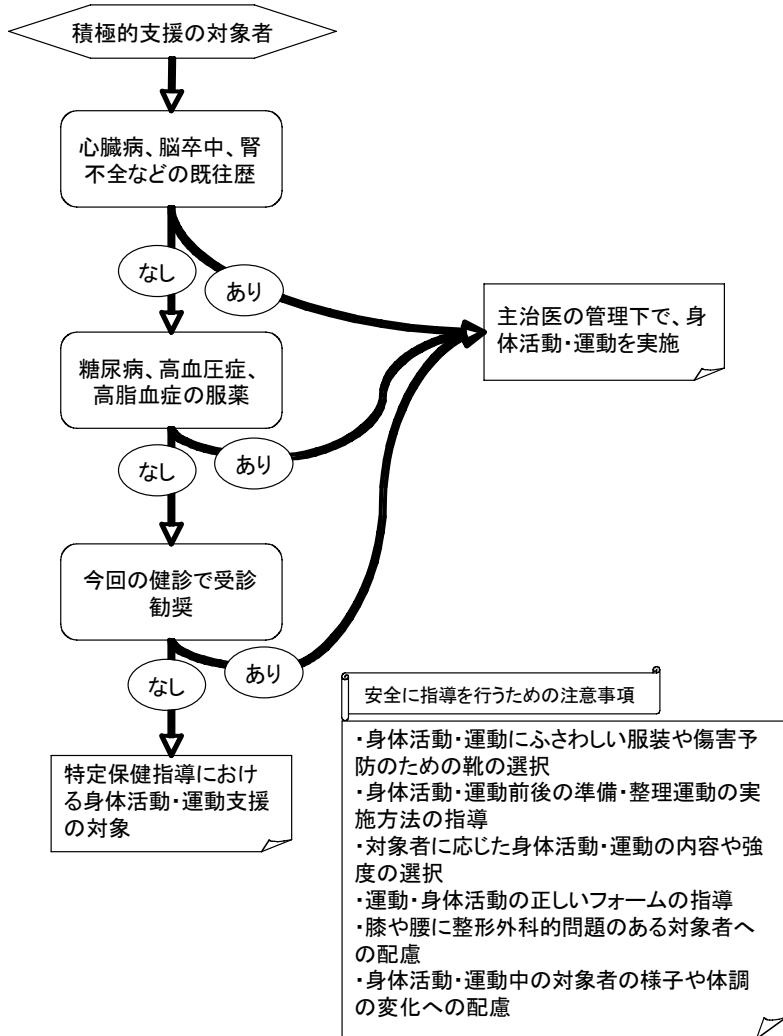 積極的支援の対象者
心臓病、脳卒中、腎
不全などの既往歴
なし
あり
主治医の管理下で、身
体活動・運動を実施
糖尿病、高血圧症、
高脂血症の服薬
なし
あり
今回の健診で受診
勧奨
なし
あり
特定保健指導におけ
る身体活動・運動支援
の対象
安全に指導を行うための注意事項
・身体活動・運動にふさわしい服装や傷害予
防のための靴の選択
・身体活動・運動前後の準備・整理運動の実
施方法の指導
・対象者に応じた身体活動・運動の内容や強
度の選択
・運動・身体活動の正しいフォームの指導
・膝や腰に整形外科的問題のある対象者へ
の配慮
・身体活動・運動中の対象者の様子や体調
の変化への配慮